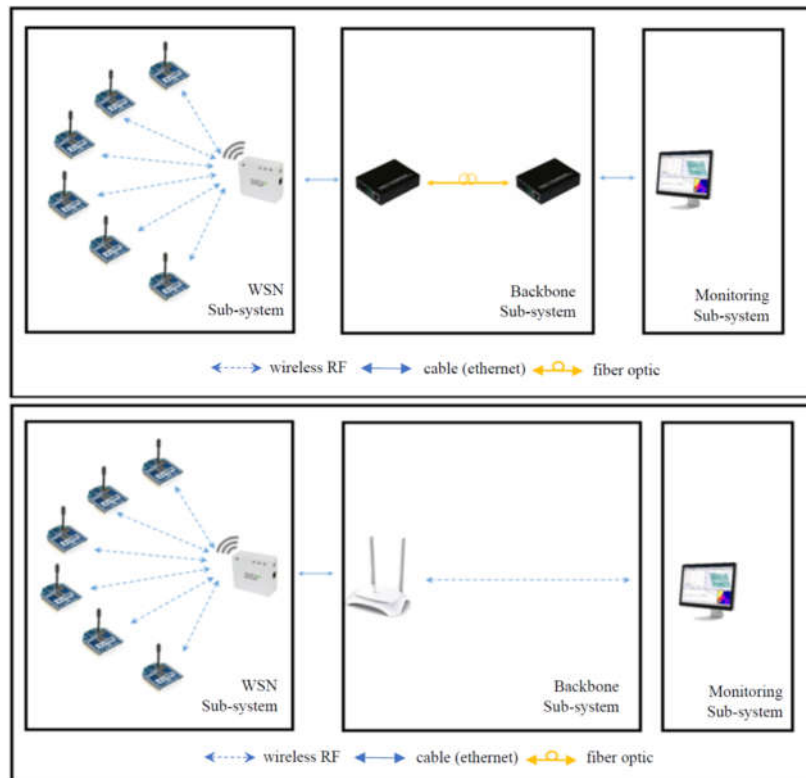 WSN
Sub-system
Backbone
Sub-system
Monitoring
Sub-system
wireless RF cable (ethernet) fiber optic
WSN
Sub-system
Backbone
Sub-system
Monitoring
Sub-system
wireless RF cable (ethernet) fiber optic